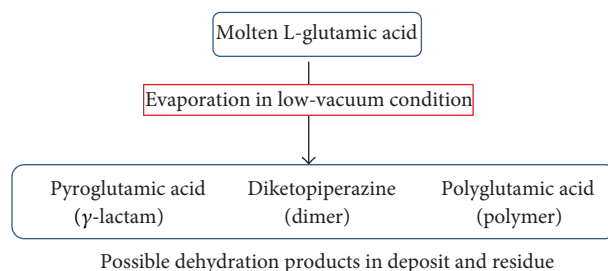 Molten L-glutamic acid
Evaporation in low-vacuum condition
Pyroglutamic acid Diketopiperazine Polyglutamic acid
(γ-lactam) (dimer) (polymer)
Possible dehydration products in deposit and residue